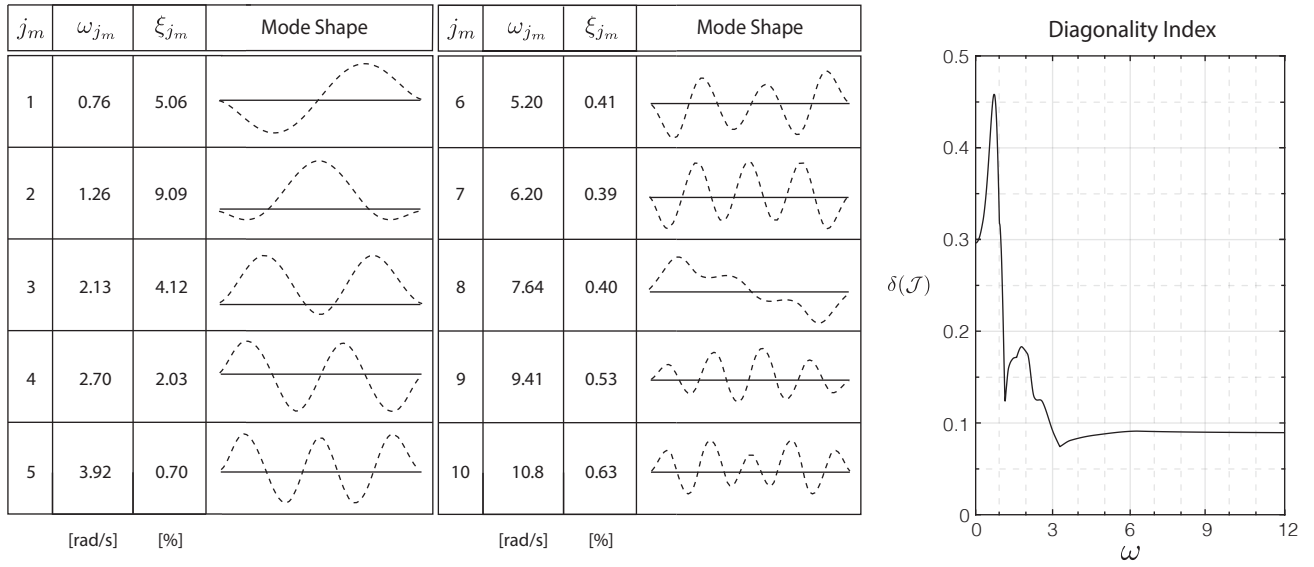 j_m ω_{j_m} ξ_{j_m} Mode Shape j_m ω_{j_m} ξ_{j_m} Mode Shape
1 0.76 5.06 6 5.20 0.41
2 1.26 9.09 7 6.20 0.39
3 2.13 4.12 8 7.64 0.40
4 2.70 2.03 9 9.41 0.53
5 3.92 0.70 10 10.8 0.63
[rad/s] [%] [rad/s] [%]
Diagonality Index
0.5
0.4
0.3
δ(𝒥)
0.2
0.1
0
0 3 6 9 12
ω